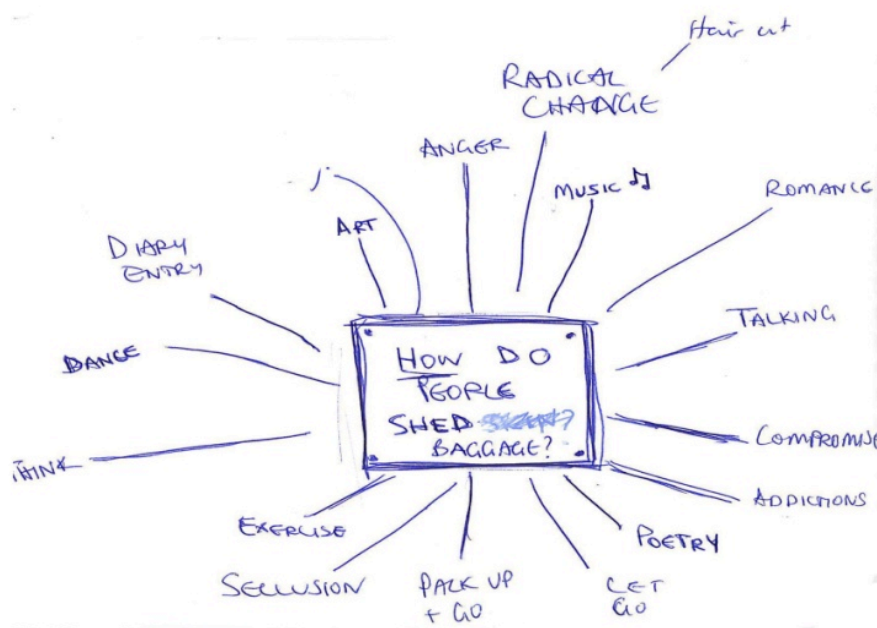 Hair cut
RADICAL
CHANGE
ANGER
MUSIC
ROMANCE
ART
DIARY
ENTRY
TALKING
DANCE
HOW DO
PEOPLE
SHED
BAGGAGE?
THINK
COMPROMISE
ADDICTIONS
EXERCISE
POETRY
SECLUSION
PACK UP
+ GO
LET
GO